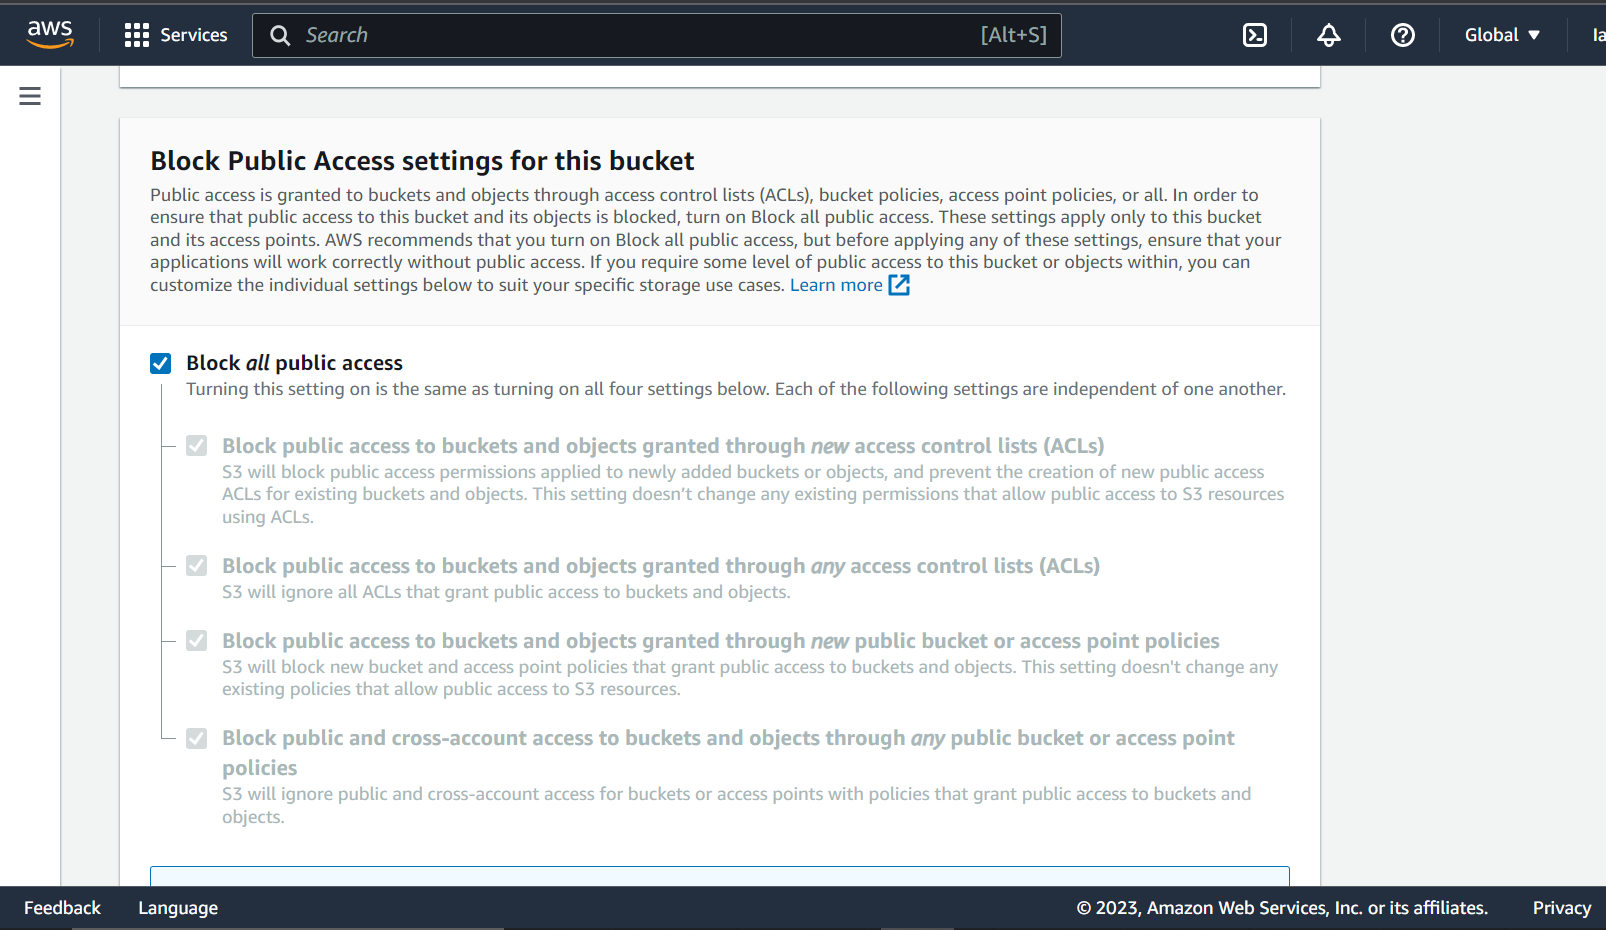 aws
Services
Search
[Alt+S]
Global
Ia
Block Public Access settings for this bucket
Public access is granted to buckets and objects through access control lists (ACLs), bucket policies, access point policies, or all. In order to
ensure that public access to this bucket and its objects is blocked, turn on Block all public access. These settings apply only to this bucket
and its access points. AWS recommends that you turn on Block all public access, but before applying any of these settings, ensure that your
applications will work correctly without public access. If you require some level of public access to this bucket or objects within, you can
customize the individual settings below to suit your specific storage use cases. Learn more
Block all public access
Turning this setting on is the same as turning on all four settings below. Each of the following settings are independent of one another.
Block public access to buckets and objects granted through new access control lists (ACLs)
S3 will block public access permissions applied to newly added buckets or objects, and prevent the creation of new public access
ACLs for existing buckets and objects. This setting doesn’t change any existing permissions that allow public access to S3 resources
using ACLs.
Block public access to buckets and objects granted through any access control lists (ACLs)
S3 will ignore all ACLs that grant public access to buckets and objects.
Block public access to buckets and objects granted through new public bucket or access point policies
S3 will block new bucket and access point policies that grant public access to buckets and objects. This setting doesn't change any
existing policies that allow public access to S3 resources.
Block public and cross-account access to buckets and objects through any public bucket or access point
policies
S3 will ignore public and cross-account access for buckets or access points with policies that grant public access to buckets and
objects.
Feedback
Language
© 2023, Amazon Web Services, Inc. or its affiliates.
Privacy